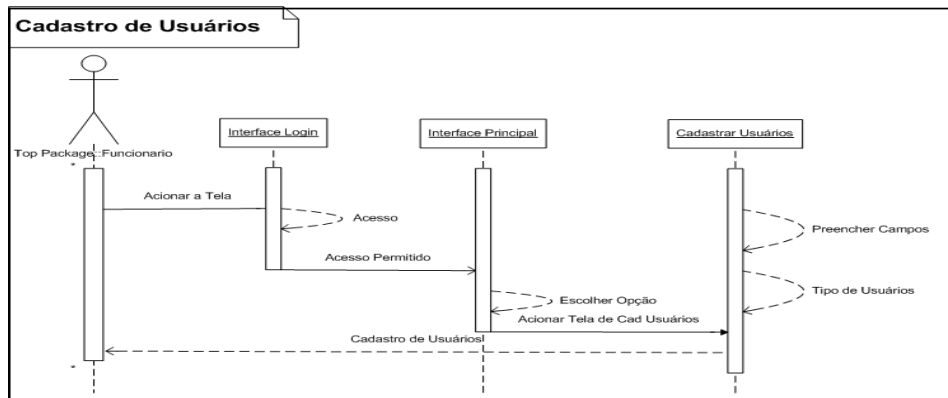 Cadastro de Usuários
Interface Login
Interface Principal
Cadastrar Usuários
Top Package::Funcionario
*
Acionar a Tela
Acesso
Preencher Campos
Acesso Permitido
Tipo de Usuários
Escolher Opção
Acionar Tela de Cad Usuários
Cadastro de Usuários
*